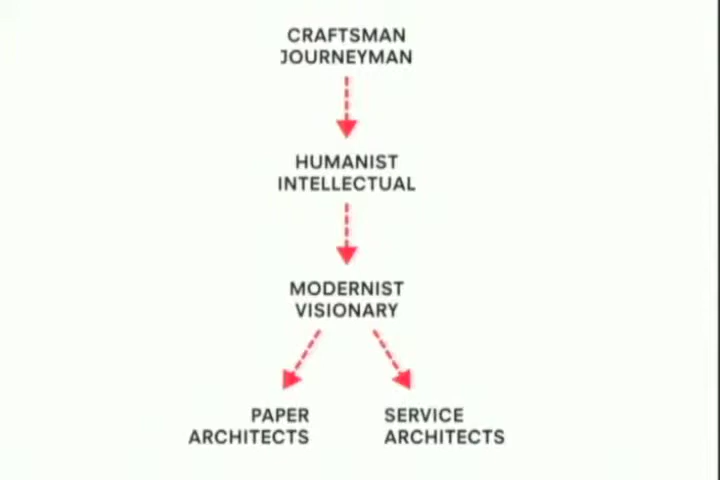 CRAFTSMAN
JOURNEYMAN
HUMANIST
INTELLECTUAL
MODERNIST
VISIONARY
PAPER
ARCHITECTS
SERVICE
ARCHITECTS